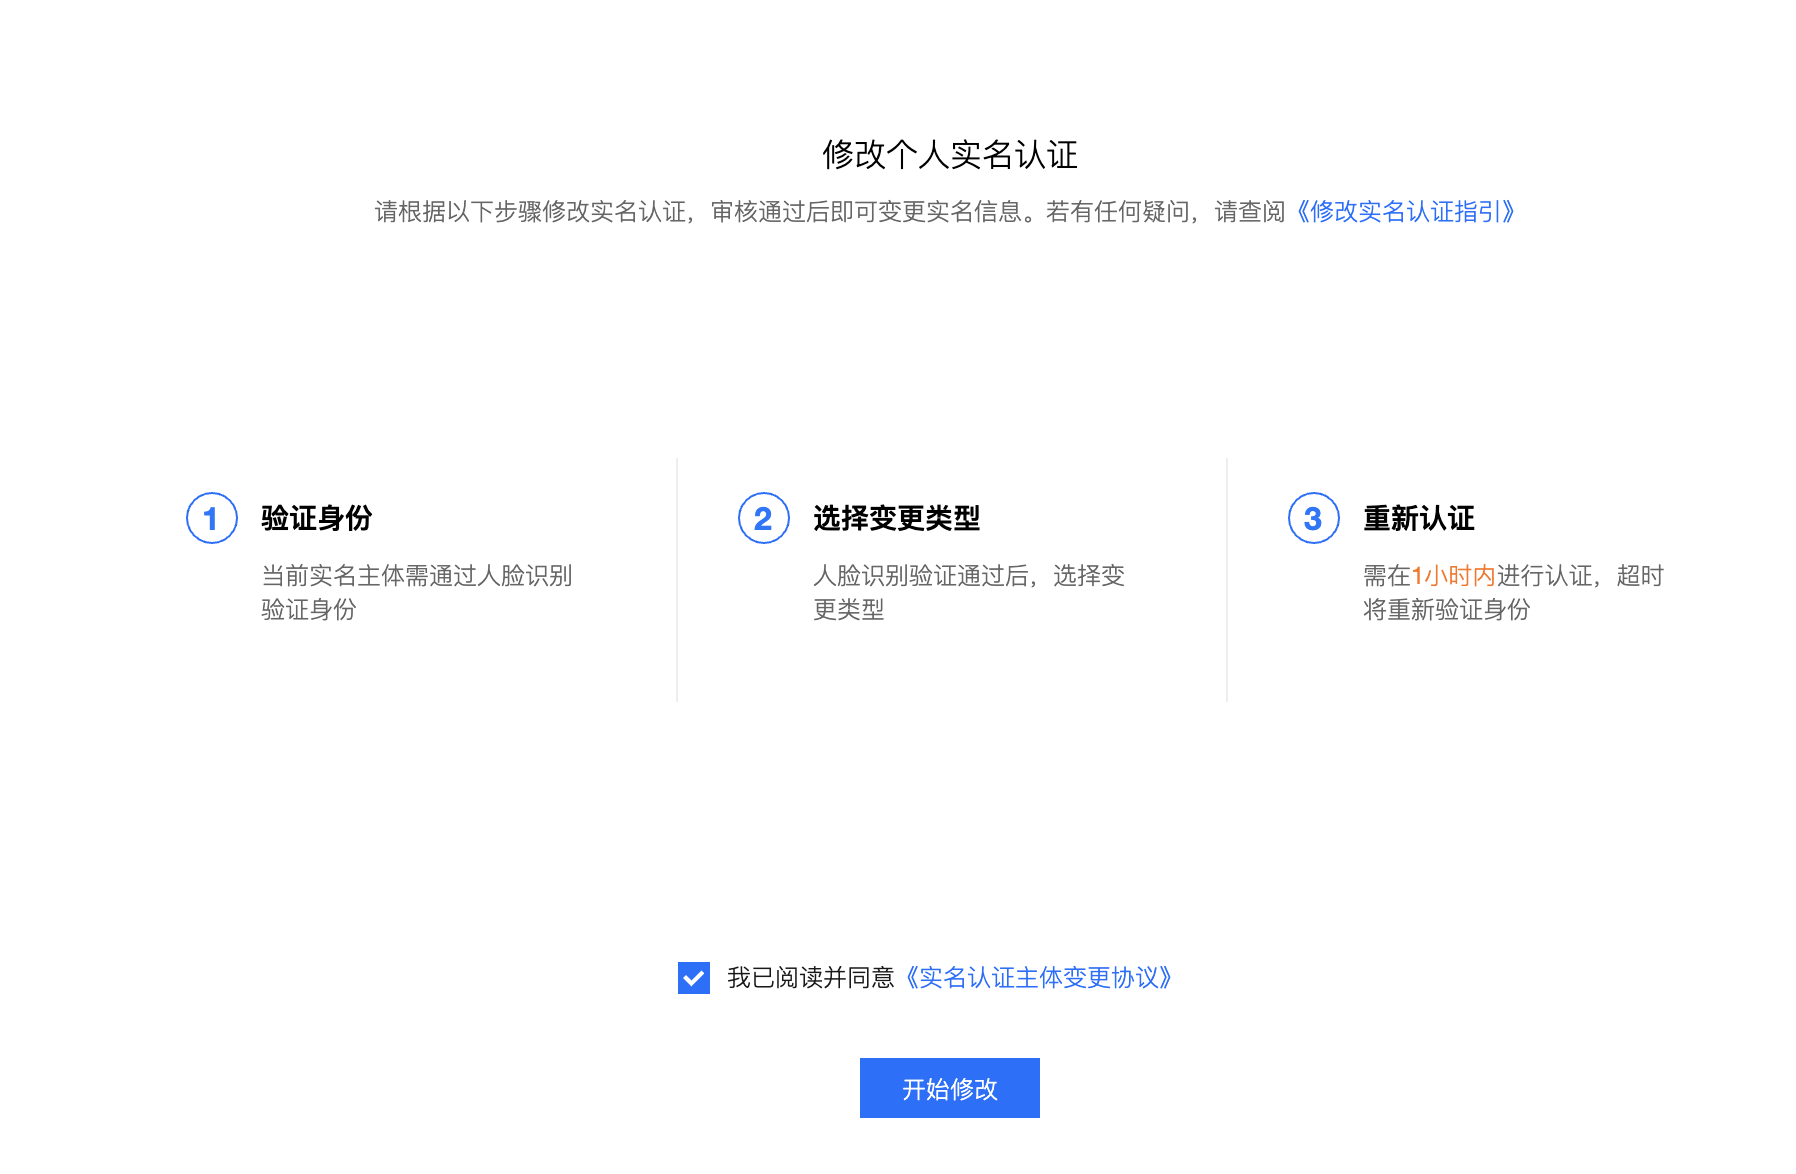 修改个人实名认证
请根据以下步骤修改实名认证，审核通过后即可变更实名信息。若有任何疑问，请查阅《修改实名认证指引》
1 验证身份
当前实名主体需通过人脸识别
验证身份
2 选择变更类型
人脸识别验证通过后，选择变
更类型
3 重新认证
需在1小时内进行认证，超时
将重新验证身份
我已阅读并同意《实名认证主体变更协议》
开始修改